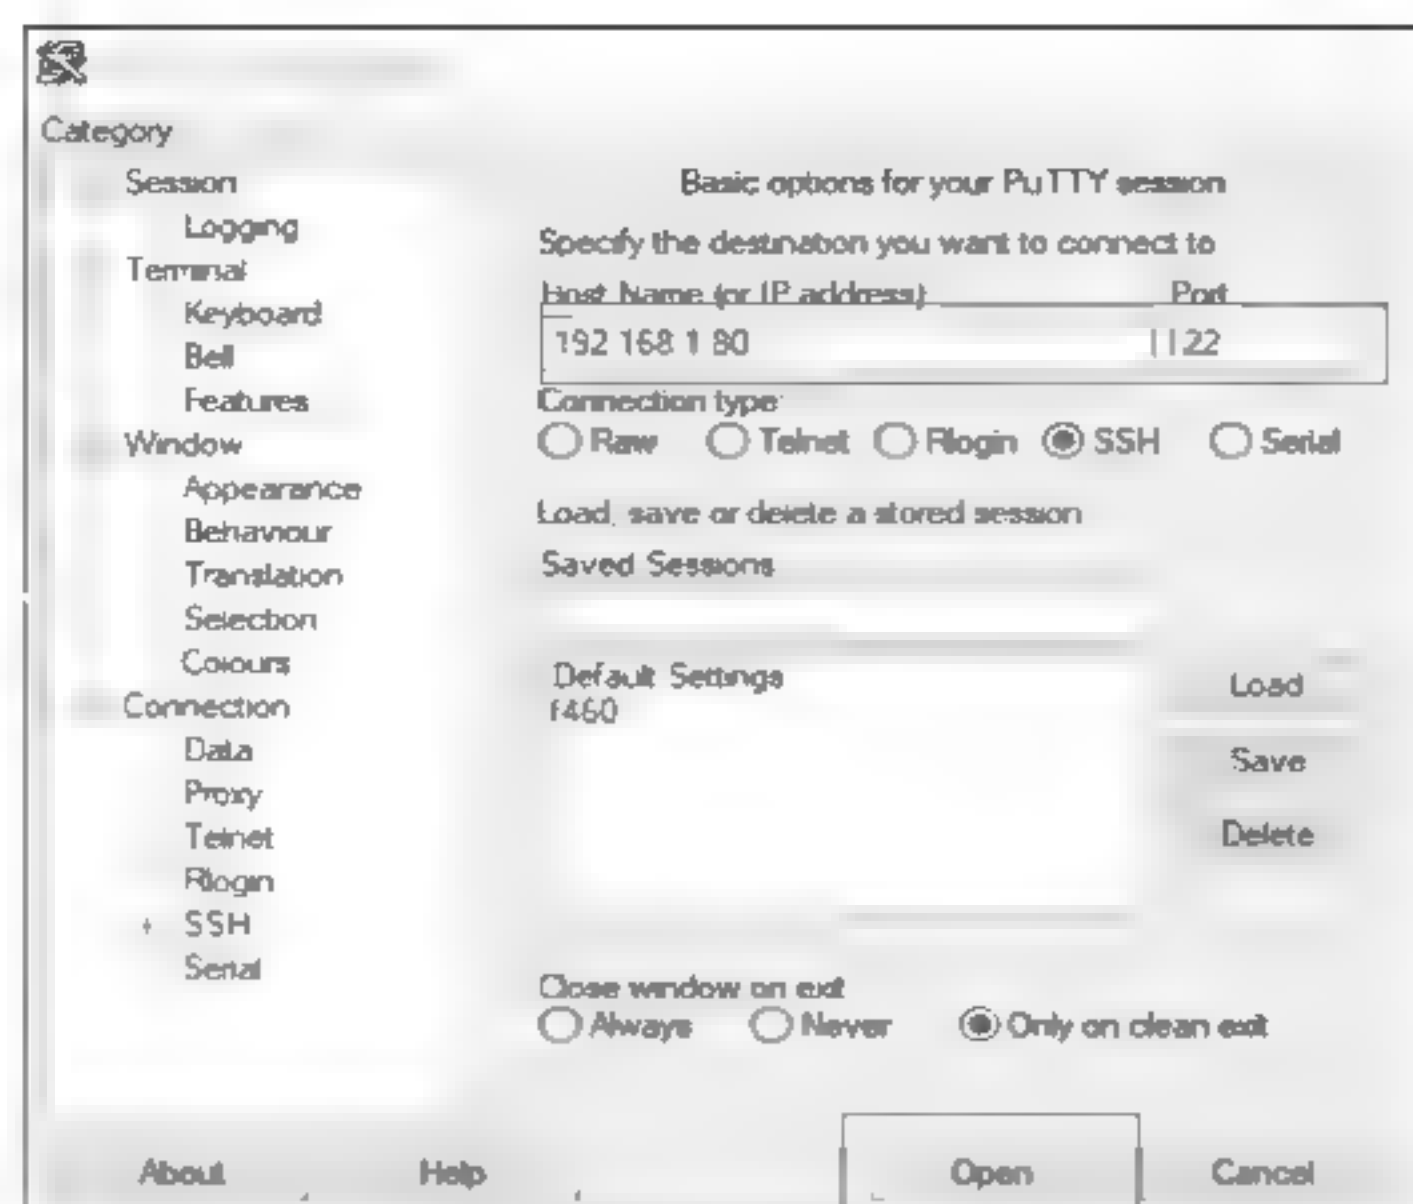 Category
Session
Logging
Terminal
Keyboard
Bell
Features
Window
Appearance
Behaviour
Translation
Selection
Colours
Connection
Data
Proxy
Telnet
Rlogin
SSH
Serial
Basic options for your PuTTY session
Specify the destination you want to connect to
Host Name (or IP address) Port
192 168 1 80 22
Connection type
Raw Telnet Rlogin SSH Serial
Load, save or delete a stored session
Saved Sessions
Default Settings
f460
Load
Save
Delete
Close window on exit
Always Never Only on clean exit
About Help Open Cancel